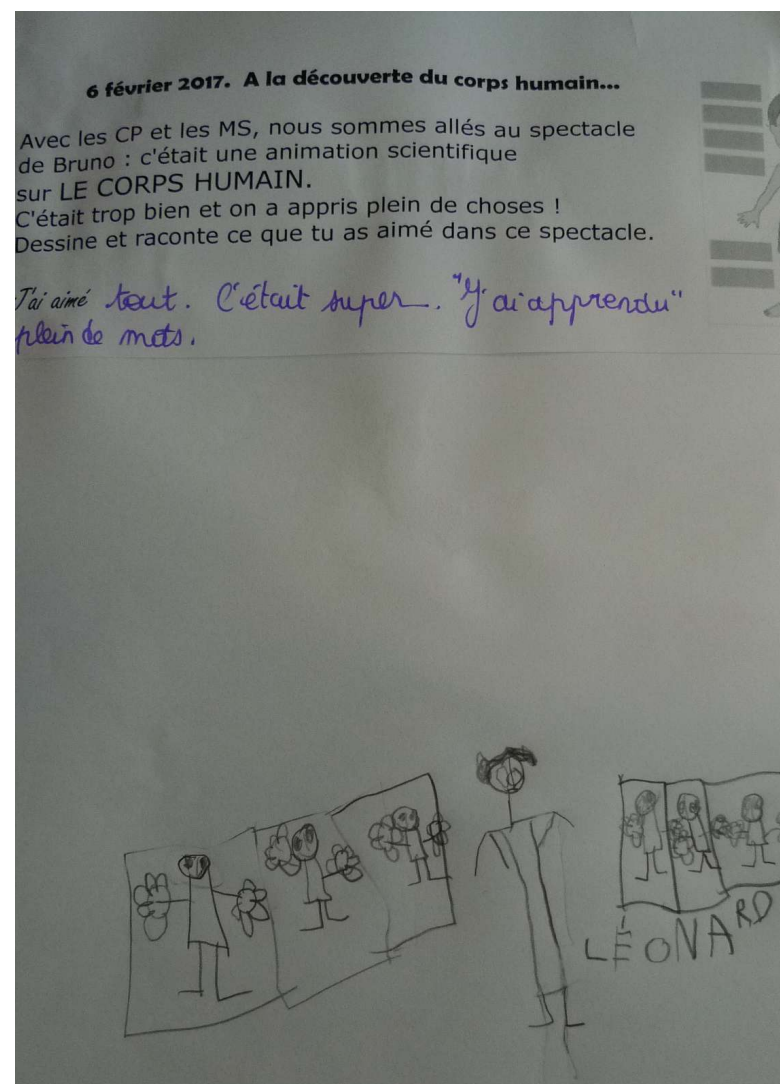 6 février 2017. A la découverte du corps humain...
Avec les CP et les MS, nous sommes allés au spectacle
de Bruno : c'était une animation scientifique
sur LE CORPS HUMAIN.
C'était trop bien et on a appris plein de choses !
Dessine et raconte ce que tu as aimé dans ce spectacle.
J'ai aimé tout. C'était super. "J'ai apprendu"
plein de mots.
LÉONARD